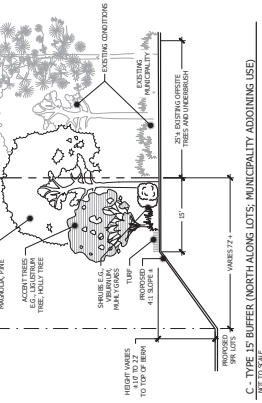 EXISTING CONDITIONS
EXISTING
MUNICIPALITY
25'± EXISTING OFFSITE
TREES AND UNDERBRUSH
MAGNOLIA, PINE
ACCENT TREES
E.G., LIGUSTRUM
TREE, HOLLY TREE
SHRUBS E.G.,
VIBURNUM,
MUHLY GRASS
TURF
PROPOSED
4:1 SLOPE ±
15'
VARIES 72' +
HEIGHT VARIES
±10' TO 22'
TO TOP OF BERM
PROPOSED
SFR LOTS
C - TYPE 15' BUFFER (NORTH ALONG LOTS; MUNICIPALITY ADJOINING USE)
NOT TO SCALE